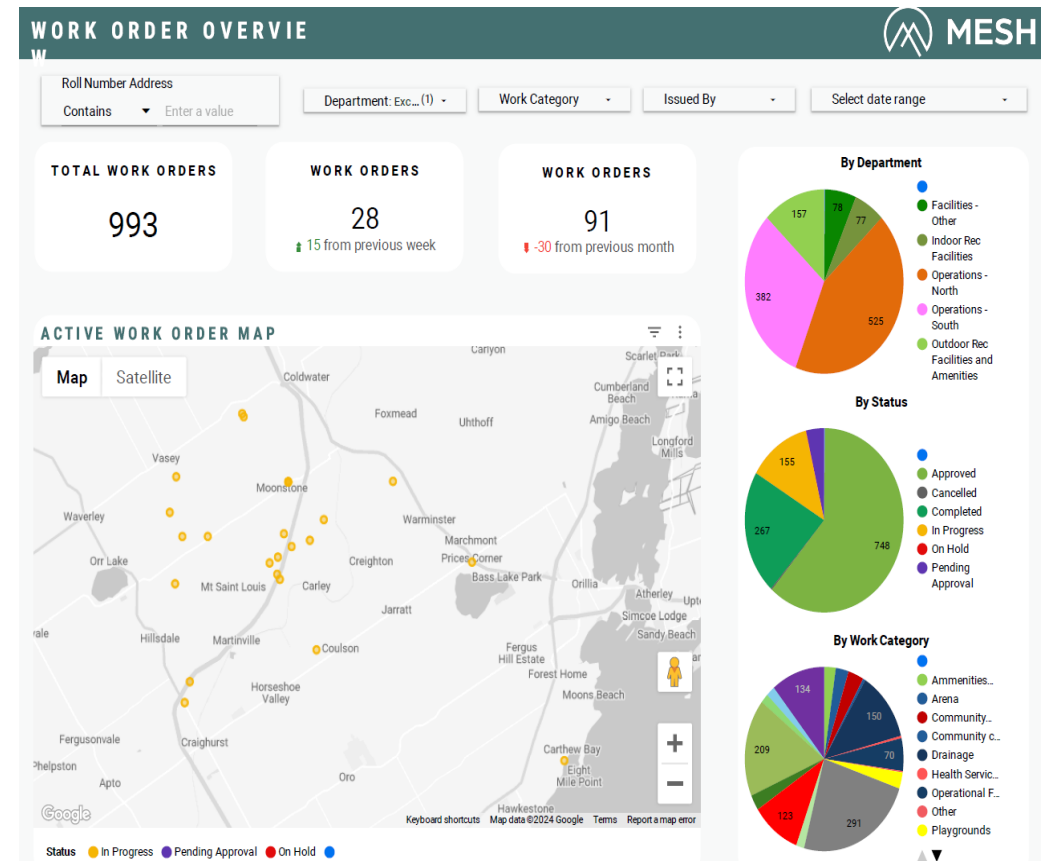 WORK ORDER OVERVIE
W
MESH
Roll Number Address
Contains
Enter a value
Department: Exc... (1)
Work Category
Issued By
Select date range
TOTAL WORK ORDERS
993
WORK ORDERS
28
15 from previous week
WORK ORDERS
91
-30 from previous month
By Department
157
78
77
382
525
Facilities -
Other
Indoor Rec
Facilities
Operations -
North
Operations -
South
Outdoor Rec
Facilities and
Amenities
ACTIVE WORK ORDER MAP
Map
Satellite
Carlyon
Scarlet Park
Coldwater
Cumberland
Beach
Foxmead
Uhthoff
Amigo Beach
Longford
Mills
Vasey
Moonstone
Waverley
Warminster
Marchmont
Orr Lake
Creighton
Prices Corner
Bass Lake Park
Orillia
Mt Saint Louis
Carley
Atherley
Jarratt
Simcoe Lodge
Hillsdale
Martinville
Coulson
Fergus
Hill Estate
Sandy Beach
Forest Home
Horseshoe
Valley
Moons Beach
Fergusonvale
Craighurst
Carthew Bay
Eight
Mile Point
Apto
Oro
Hawkestone
Google
Keyboard shortcuts
Map data ©2024 Google
Terms
Report a map error
Status
In Progress
Pending Approval
On Hold
By Status
155
267
748
Approved
Cancelled
Completed
In Progress
On Hold
Pending
Approval
By Work Category
134
150
209
70
123
291
Ammenities...
Arena
Community...
Community c...
Drainage
Health Servic...
Operational F...
Other
Playgrounds